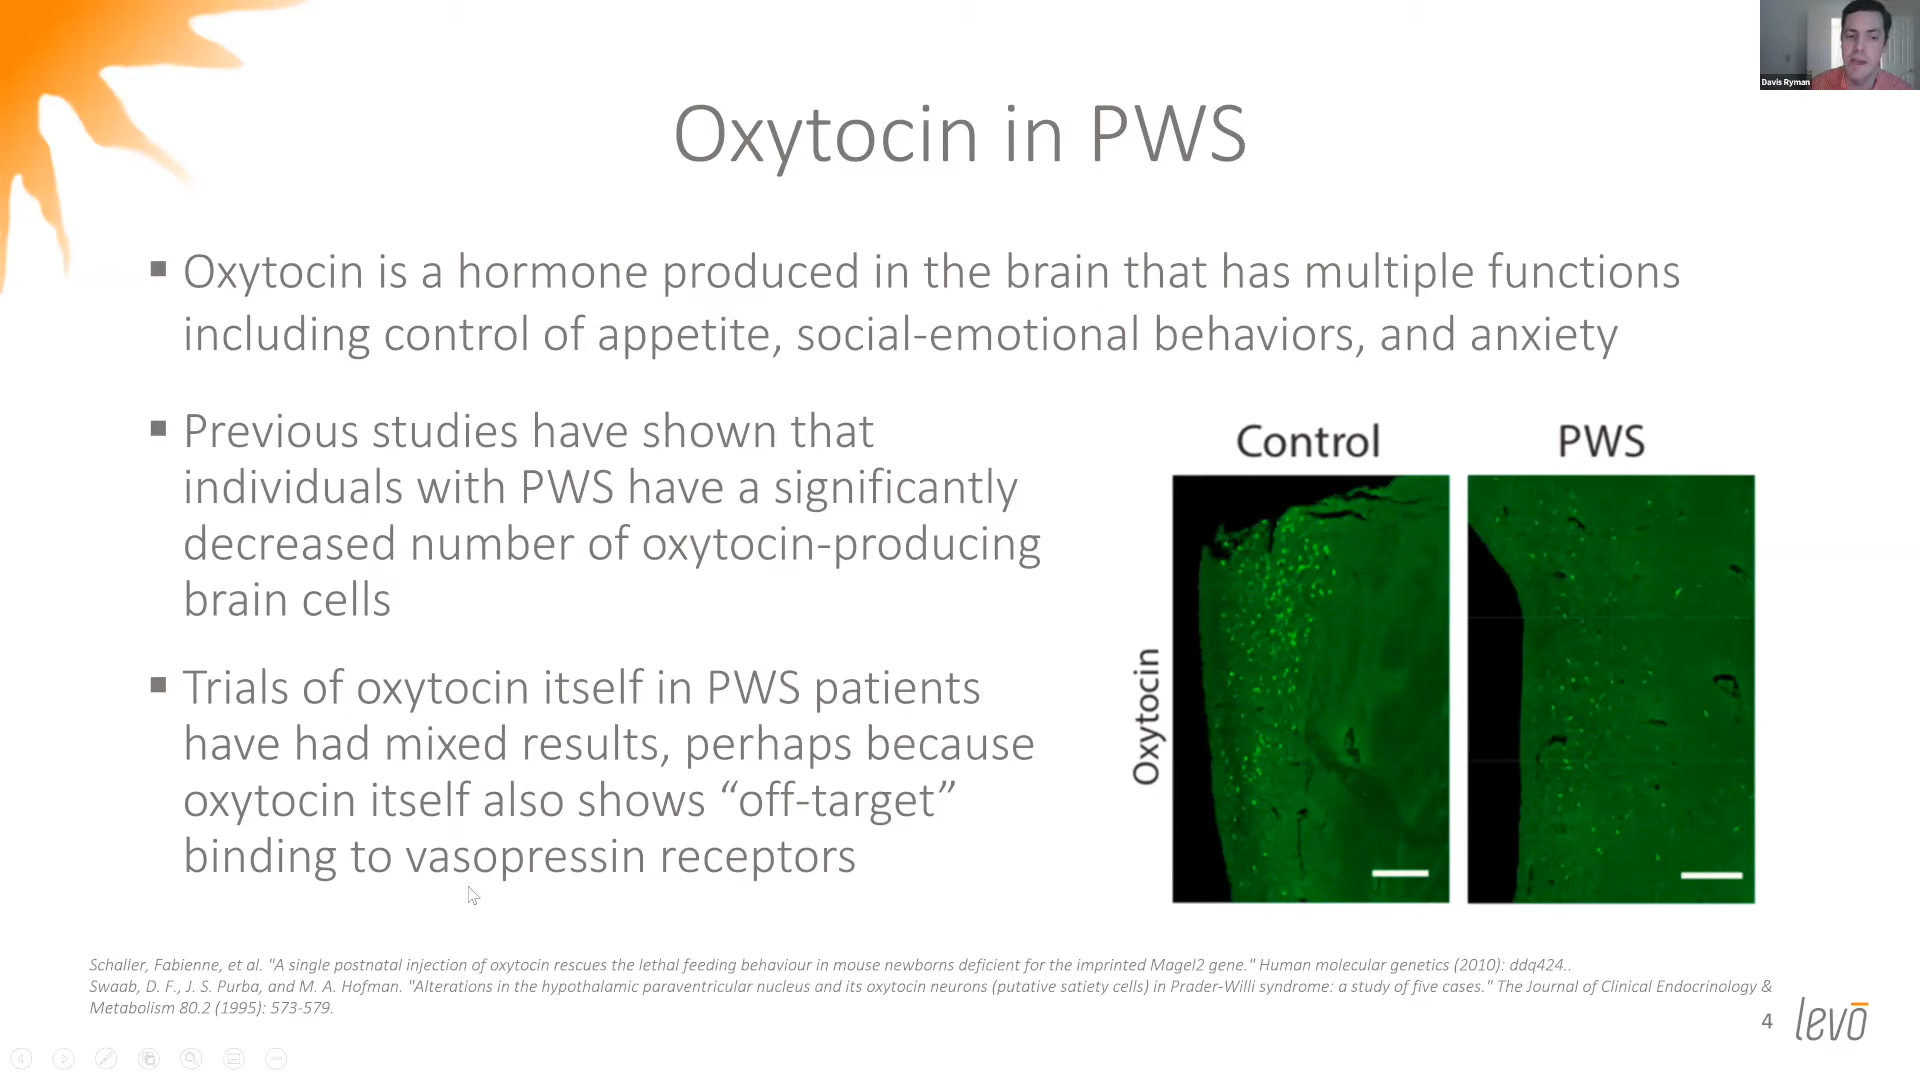 Davis Ryman
Oxytocin in PWS
▪ Oxytocin is a hormone produced in the brain that has multiple functions
including control of appetite, social-emotional behaviors, and anxiety
▪ Previous studies have shown that
individuals with PWS have a significantly
decreased number of oxytocin-producing
brain cells
▪ Trials of oxytocin itself in PWS patients
have had mixed results, perhaps because
oxytocin itself also shows “off-target”
binding to vasopressin receptors
Control PWS
Oxytocin
Schaller, Fabienne, et al. "A single postnatal injection of oxytocin rescues the lethal feeding behaviour in mouse newborns deficient for the imprinted Magel2 gene." Human molecular genetics (2010): ddq424..
Swaab, D. F., J. S. Purba, and M. A. Hofman. "Alterations in the hypothalamic paraventricular nucleus and its oxytocin neurons (putative satiety cells) in Prader-Willi syndrome: a study of five cases." The Journal of Clinical Endocrinology &
Metabolism 80.2 (1995): 573-579.
4
levō